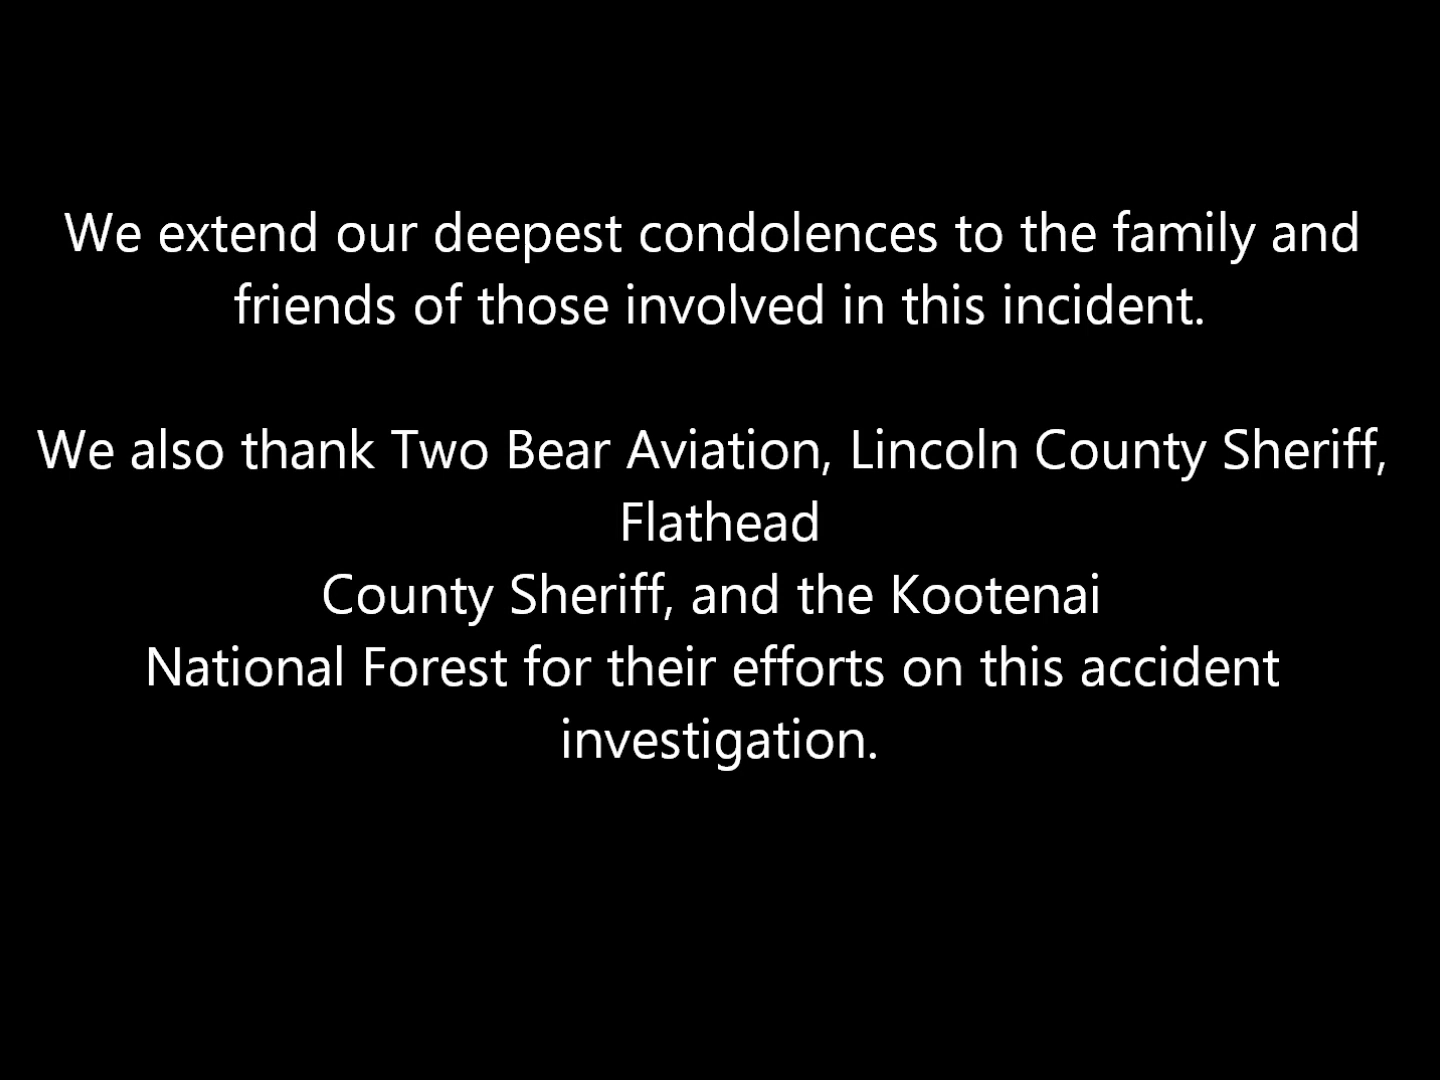 We extend our deepest condolences to the family and
friends of those involved in this incident.
We also thank Two Bear Aviation, Lincoln County Sheriff,
Flathead
County Sheriff, and the Kootenai
National Forest for their efforts on this accident
investigation.